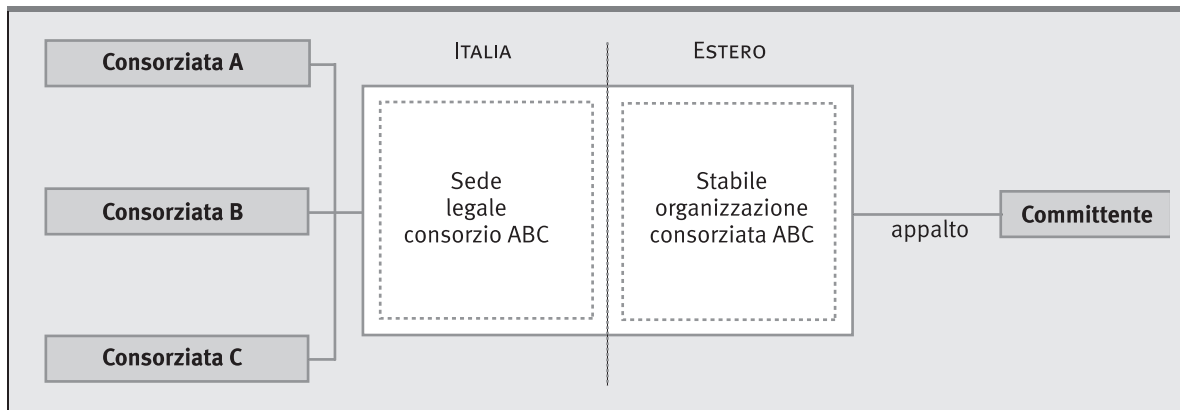 Consorziata A
ITALIA
ESTERO
Consorziata B
Sede
legale
consorzio ABC
Stabile
organizzazione
consorziata ABC
appalto
Committente
Consorziata C